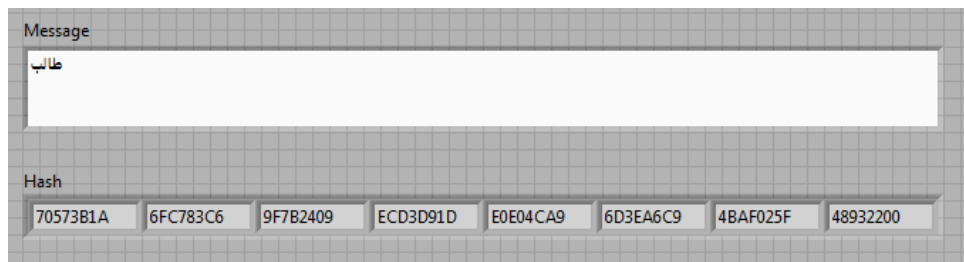 Message
طالب
Hash
70573B1A 6FC783C6 9F7B2409 ECD3D91D E0E04CA9 6D3EA6C9 4BAF025F 48932200